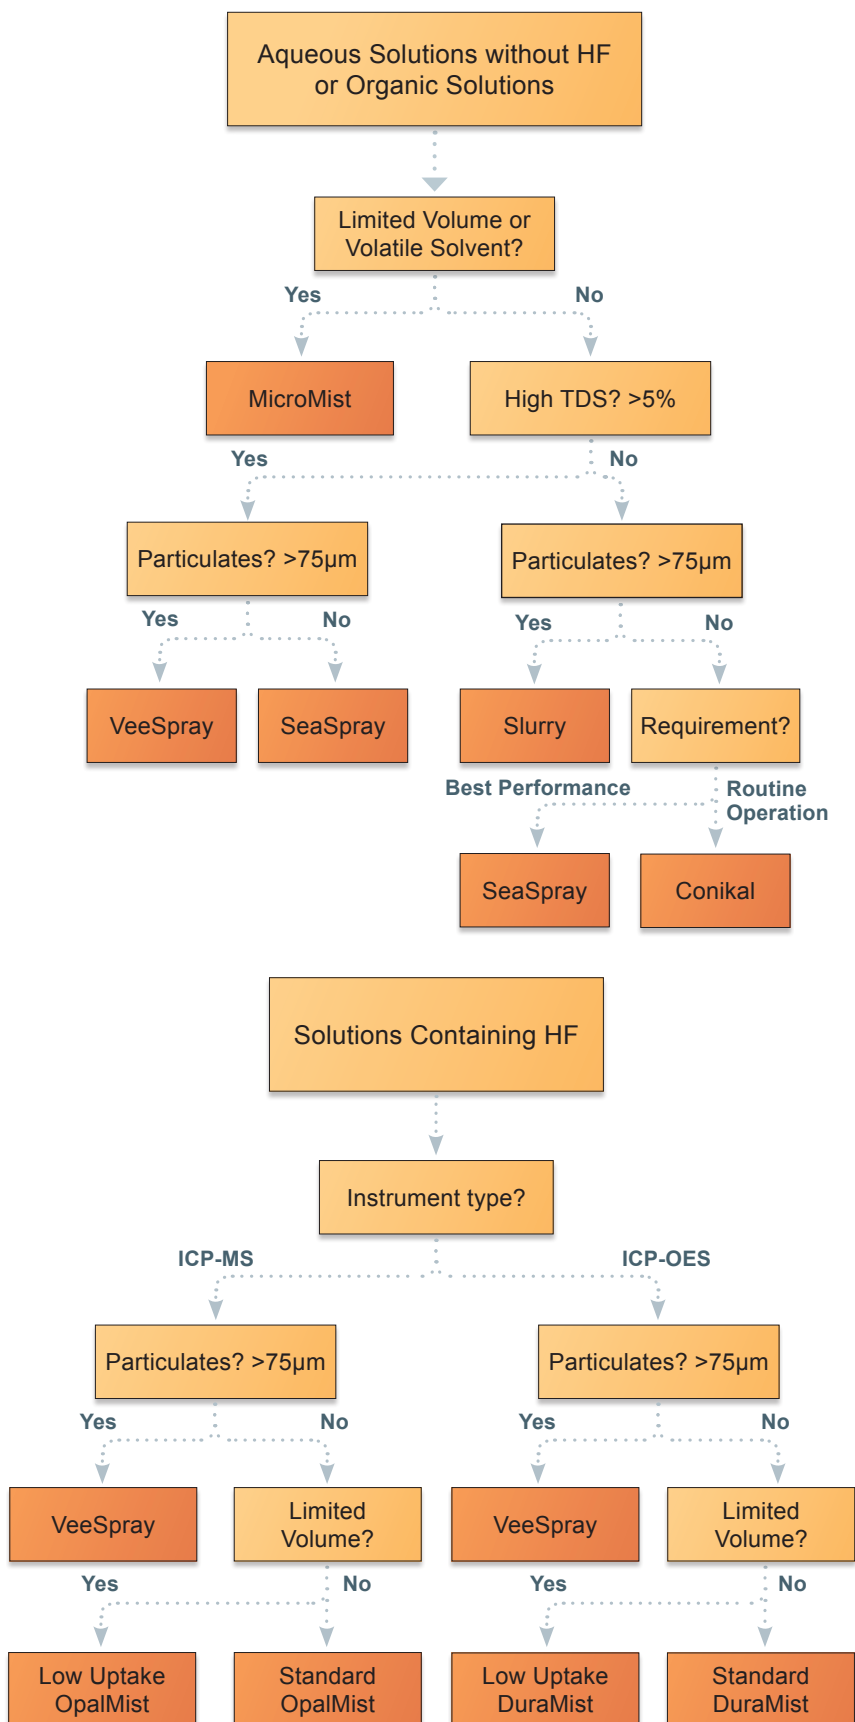 Aqueous Solutions without HF
or Organic Solutions
Limited Volume or
Volatile Solvent?
Yes
No
MicroMist
High TDS? >5%
Yes
No
Particulates? >75µm
Particulates? >75µm
Yes
No
Yes
No
VeeSpray
SeaSpray
Slurry
Requirement?
Best Performance
Routine
Operation
SeaSpray
Conikal
Solutions Containing HF
Instrument type?
ICP-MS
ICP-OES
Particulates? >75µm
Particulates? >75µm
Yes
No
Yes
No
VeeSpray
Limited
Volume?
VeeSpray
Limited
Volume?
Yes
No
Yes
No
Low Uptake
OpalMist
Standard
OpalMist
Low Uptake
DuraMist
Standard
DuraMist